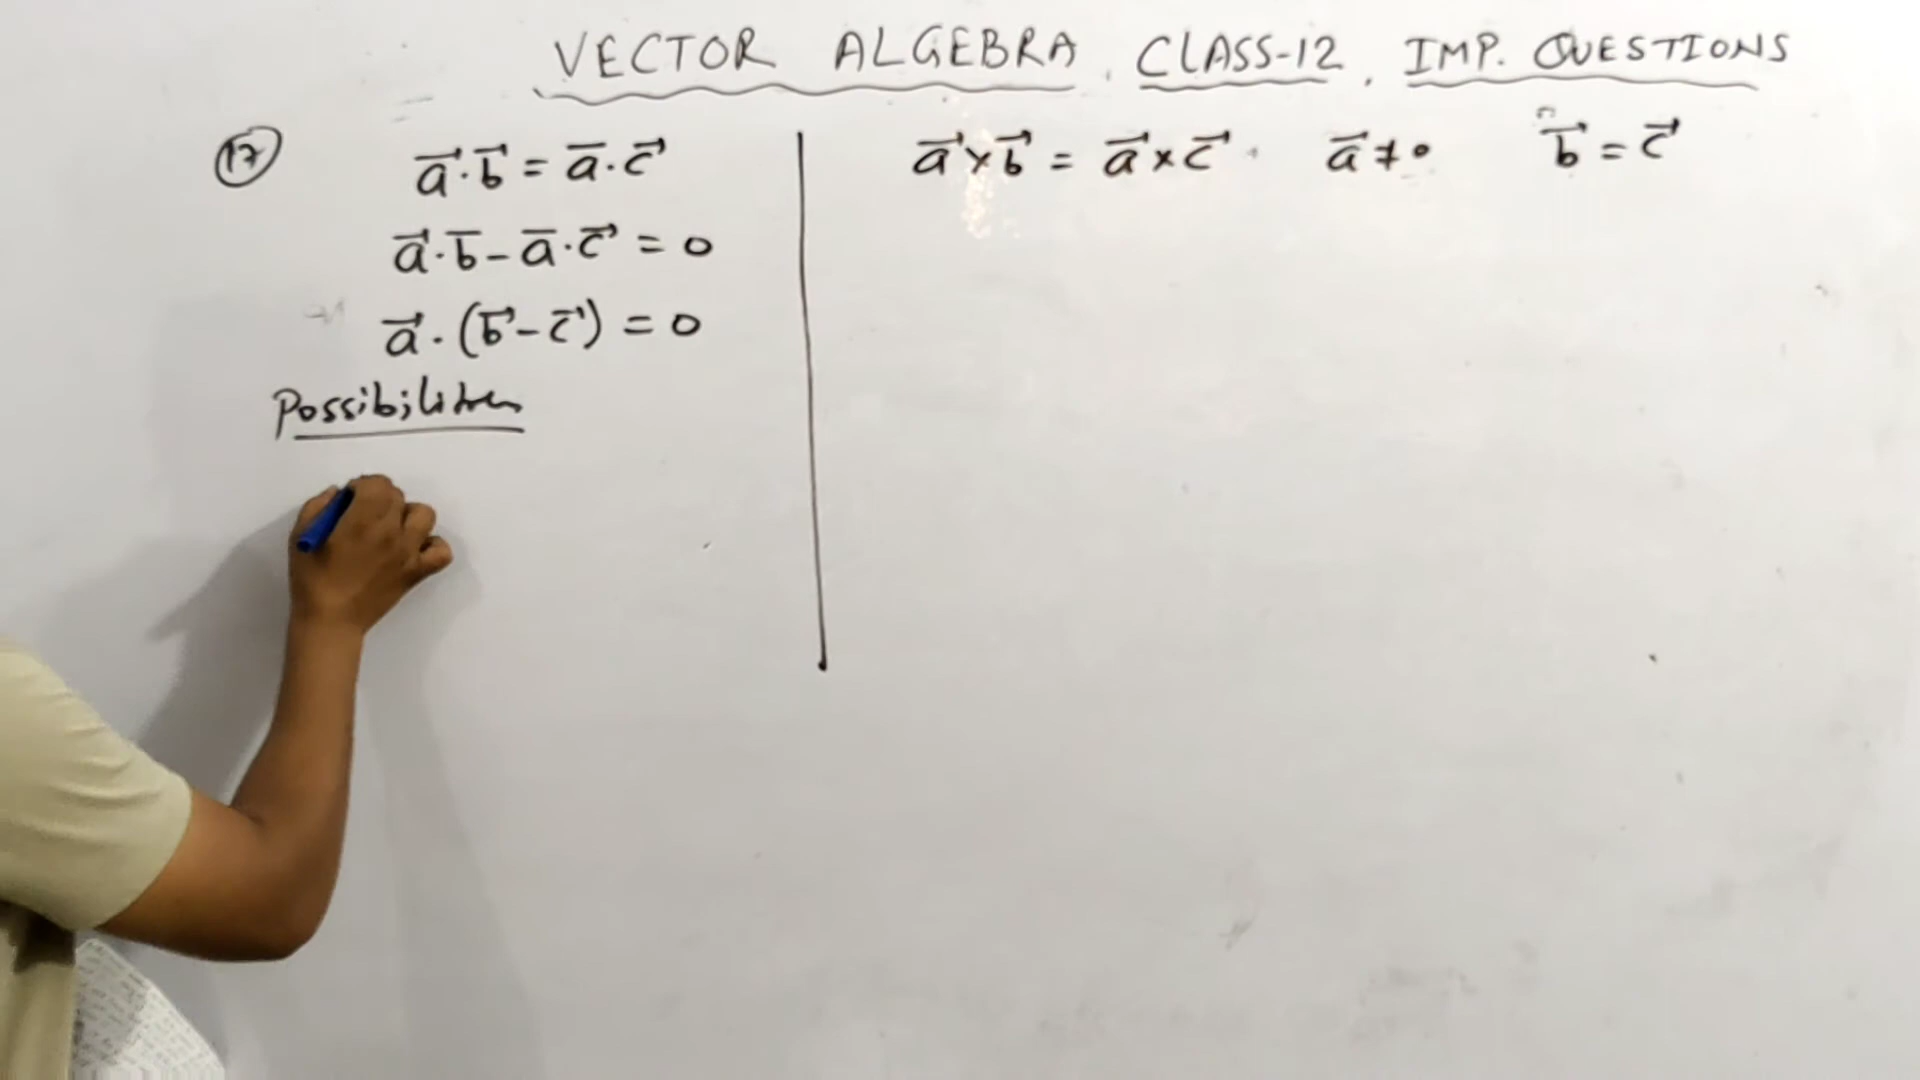 VECTOR ALGEBRA, CLASS-12, IMP. QUESTIONS
(17) a⃗·b⃗ = a̅·c⃗
a⃗×b⃗ = a⃗×c⃗ a⃗≠0 b⃗=c⃗
a⃗·b̅ - a̅·c⃗ = 0
a⃗·(b⃗-c⃗) = 0
Possibilities